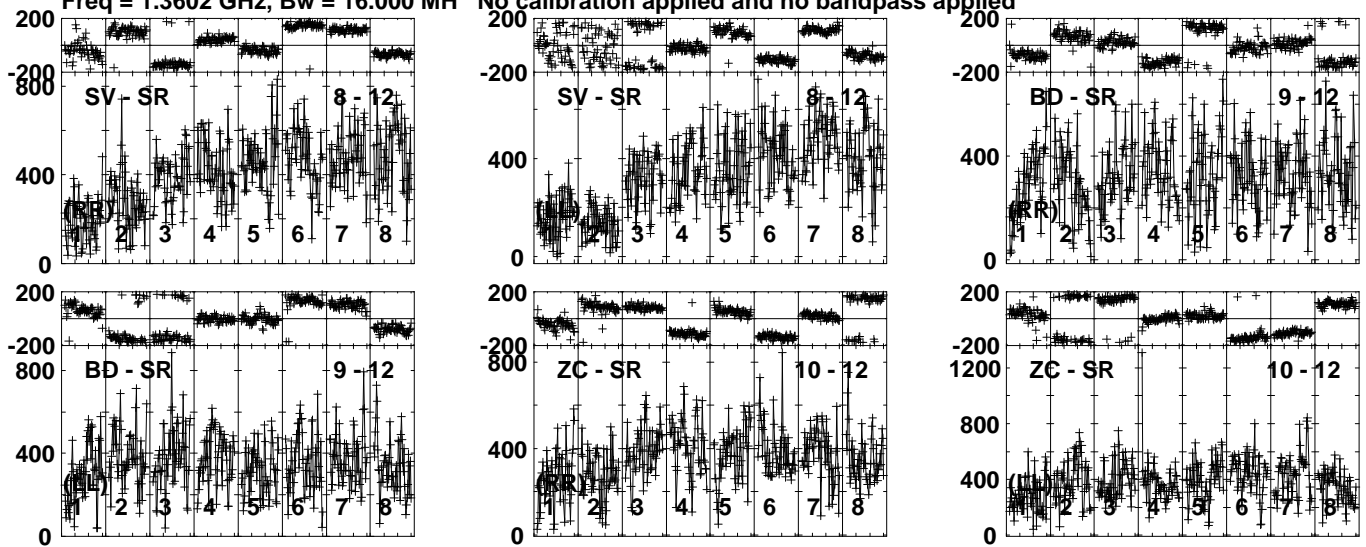 Freq = 1.3602 GHz, Bw = 16.000 MH No calibration applied and no bandpass applied
200 200 200
-200 -200 -200
800 SV - SR 8 - 12 SV - SR 8 - 12 BD - SR 9 - 12
400 400 400
(RR) (LL) (RR)
1 2 3 4 5 6 7 8 1 2 3 4 5 6 7 8 1 2 3 4 5 6 7 8
0 0 0
200 200 200
-200 -200 -200
800 BD - SR 9 - 12 800 ZC - SR 10 - 12 1200 ZC - SR 10 - 12
800
400 400 400
(LL) (RR) (LL)
1 2 3 4 5 6 7 8 1 2 3 4 5 6 7 8 1 2 3 4 5 6 7 8
0 0 0